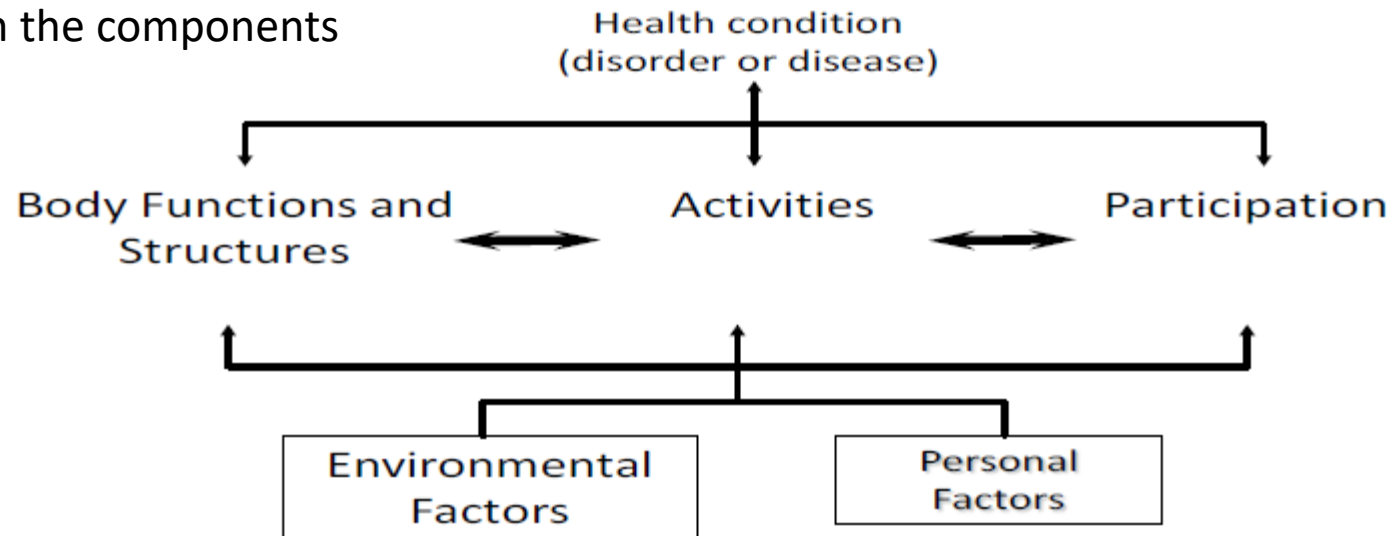 n the components
Health condition
(disorder or disease)
Body Functions and
Structures
Activities
Participation
Environmental
Factors
Personal
Factors